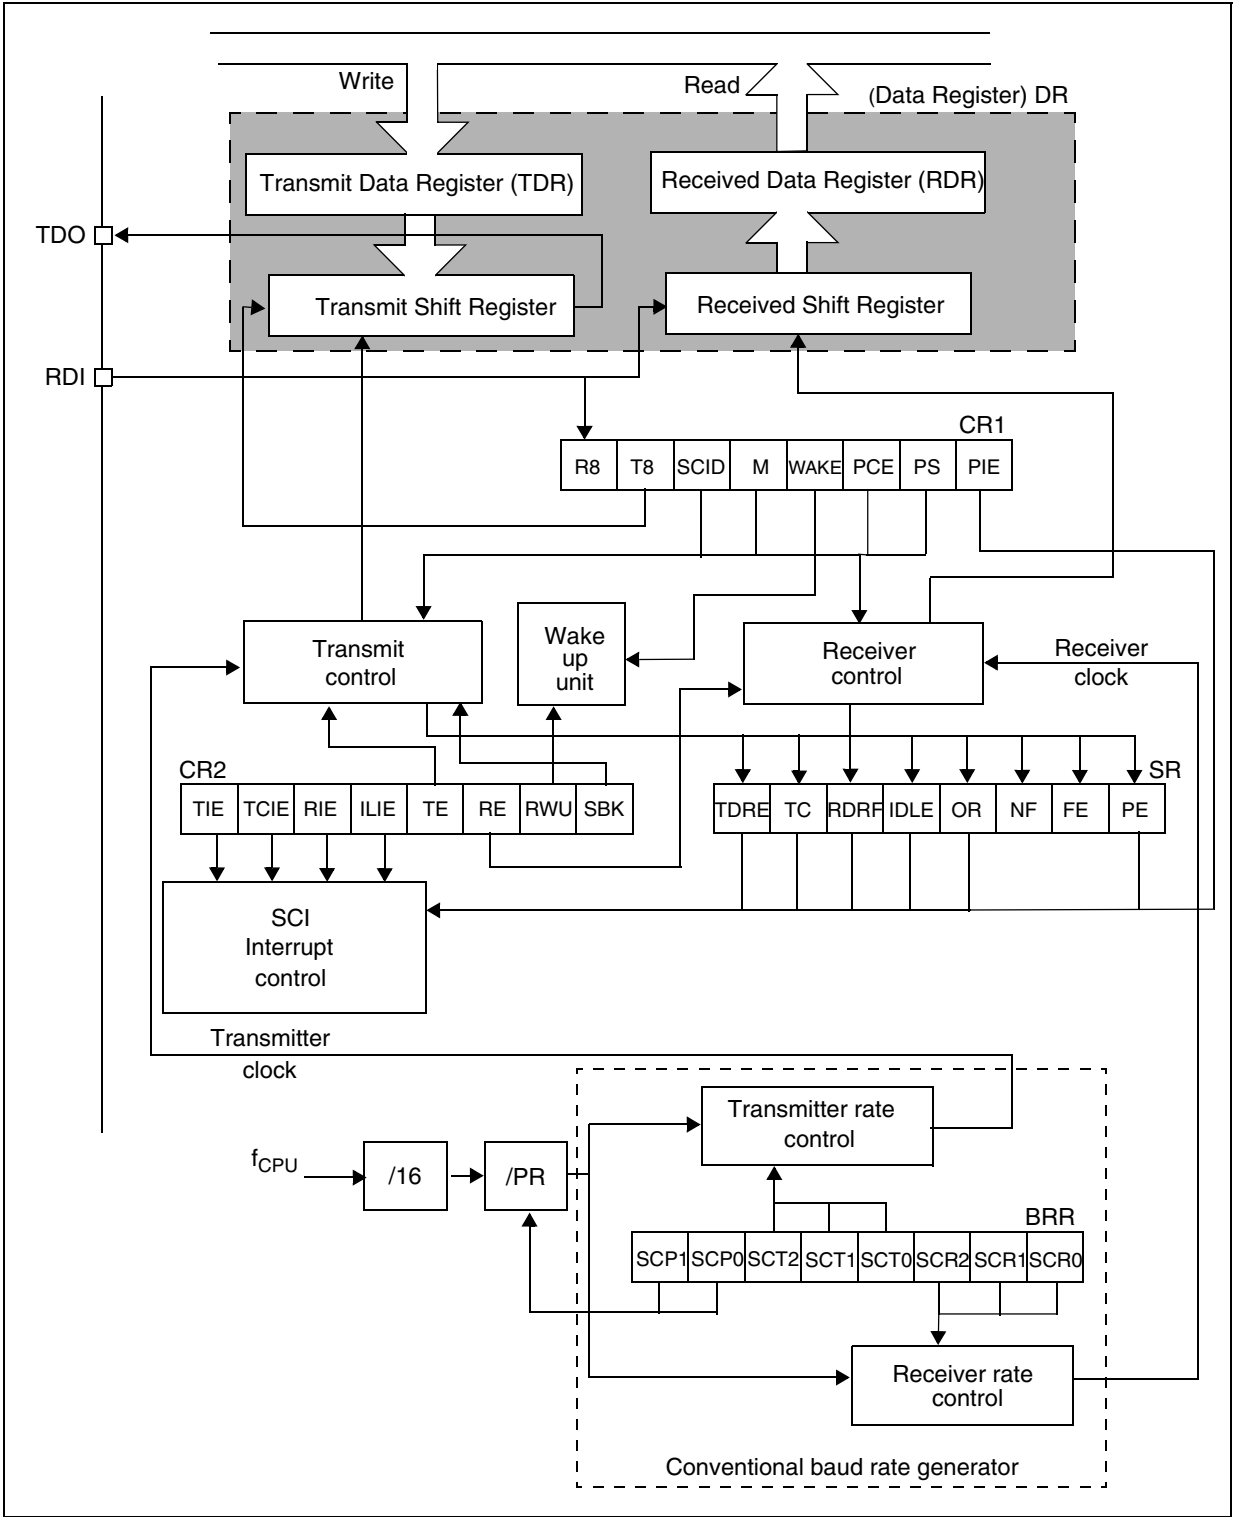 Write
Read
(Data Register) DR
Transmit Data Register (TDR)
Received Data Register (RDR)
TDO
Transmit Shift Register
Received Shift Register
RDI
CR1
R8 T8 SCID M WAKE PCE PS PIE
Transmit
control
Wake
up
unit
Receiver
control
Receiver
clock
CR2
SR
TIE TCIE RIE ILIE TE RE RWU SBK
TDRE TC RDRF IDLE OR NF FE PE
SCI
Interrupt
control
Transmitter
clock
Transmitter rate
control
fCPU
/16
/PR
BRR
SCP1 SCP0 SCT2 SCT1 SCT0 SCR2 SCR1 SCR0
Receiver rate
control
Conventional baud rate generator